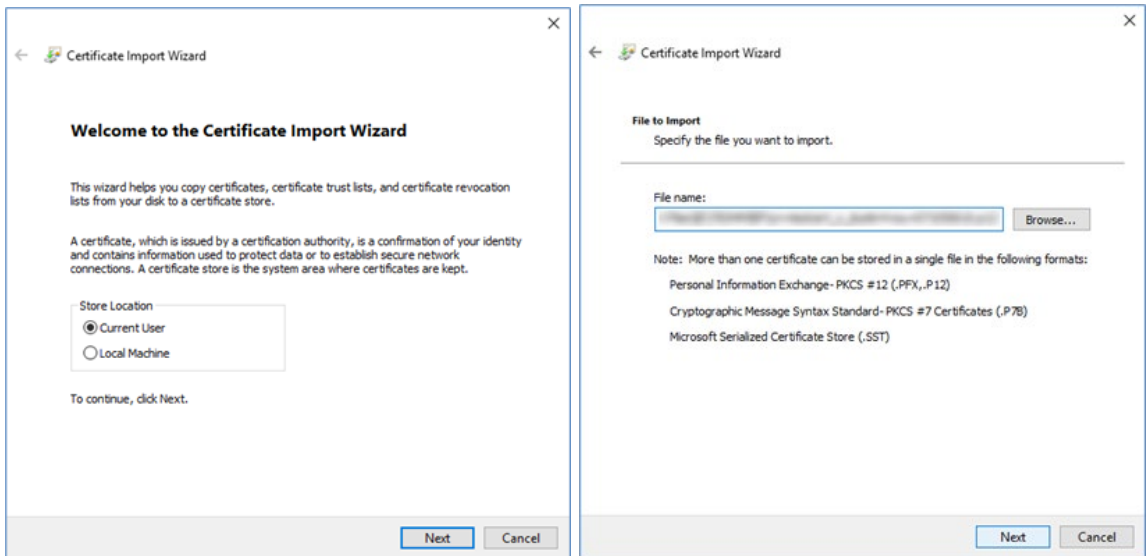 Certificate Import Wizard
Welcome to the Certificate Import Wizard
This wizard helps you copy certificates, certificate trust lists, and certificate revocation
lists from your disk to a certificate store.
A certificate, which is issued by a certification authority, is a confirmation of your identity
and contains information used to protect data or to establish secure network
connections. A certificate store is the system area where certificates are kept.
Store Location
Current User
Local Machine
To continue, click Next.
Next
Cancel
Certificate Import Wizard
File to Import
Specify the file you want to import.
File name:
Browse...
Note: More than one certificate can be stored in a single file in the following formats:
Personal Information Exchange- PKCS #12 (.PFX,.P12)
Cryptographic Message Syntax Standard- PKCS #7 Certificates (.P7B)
Microsoft Serialized Certificate Store (.SST)
Next
Cancel